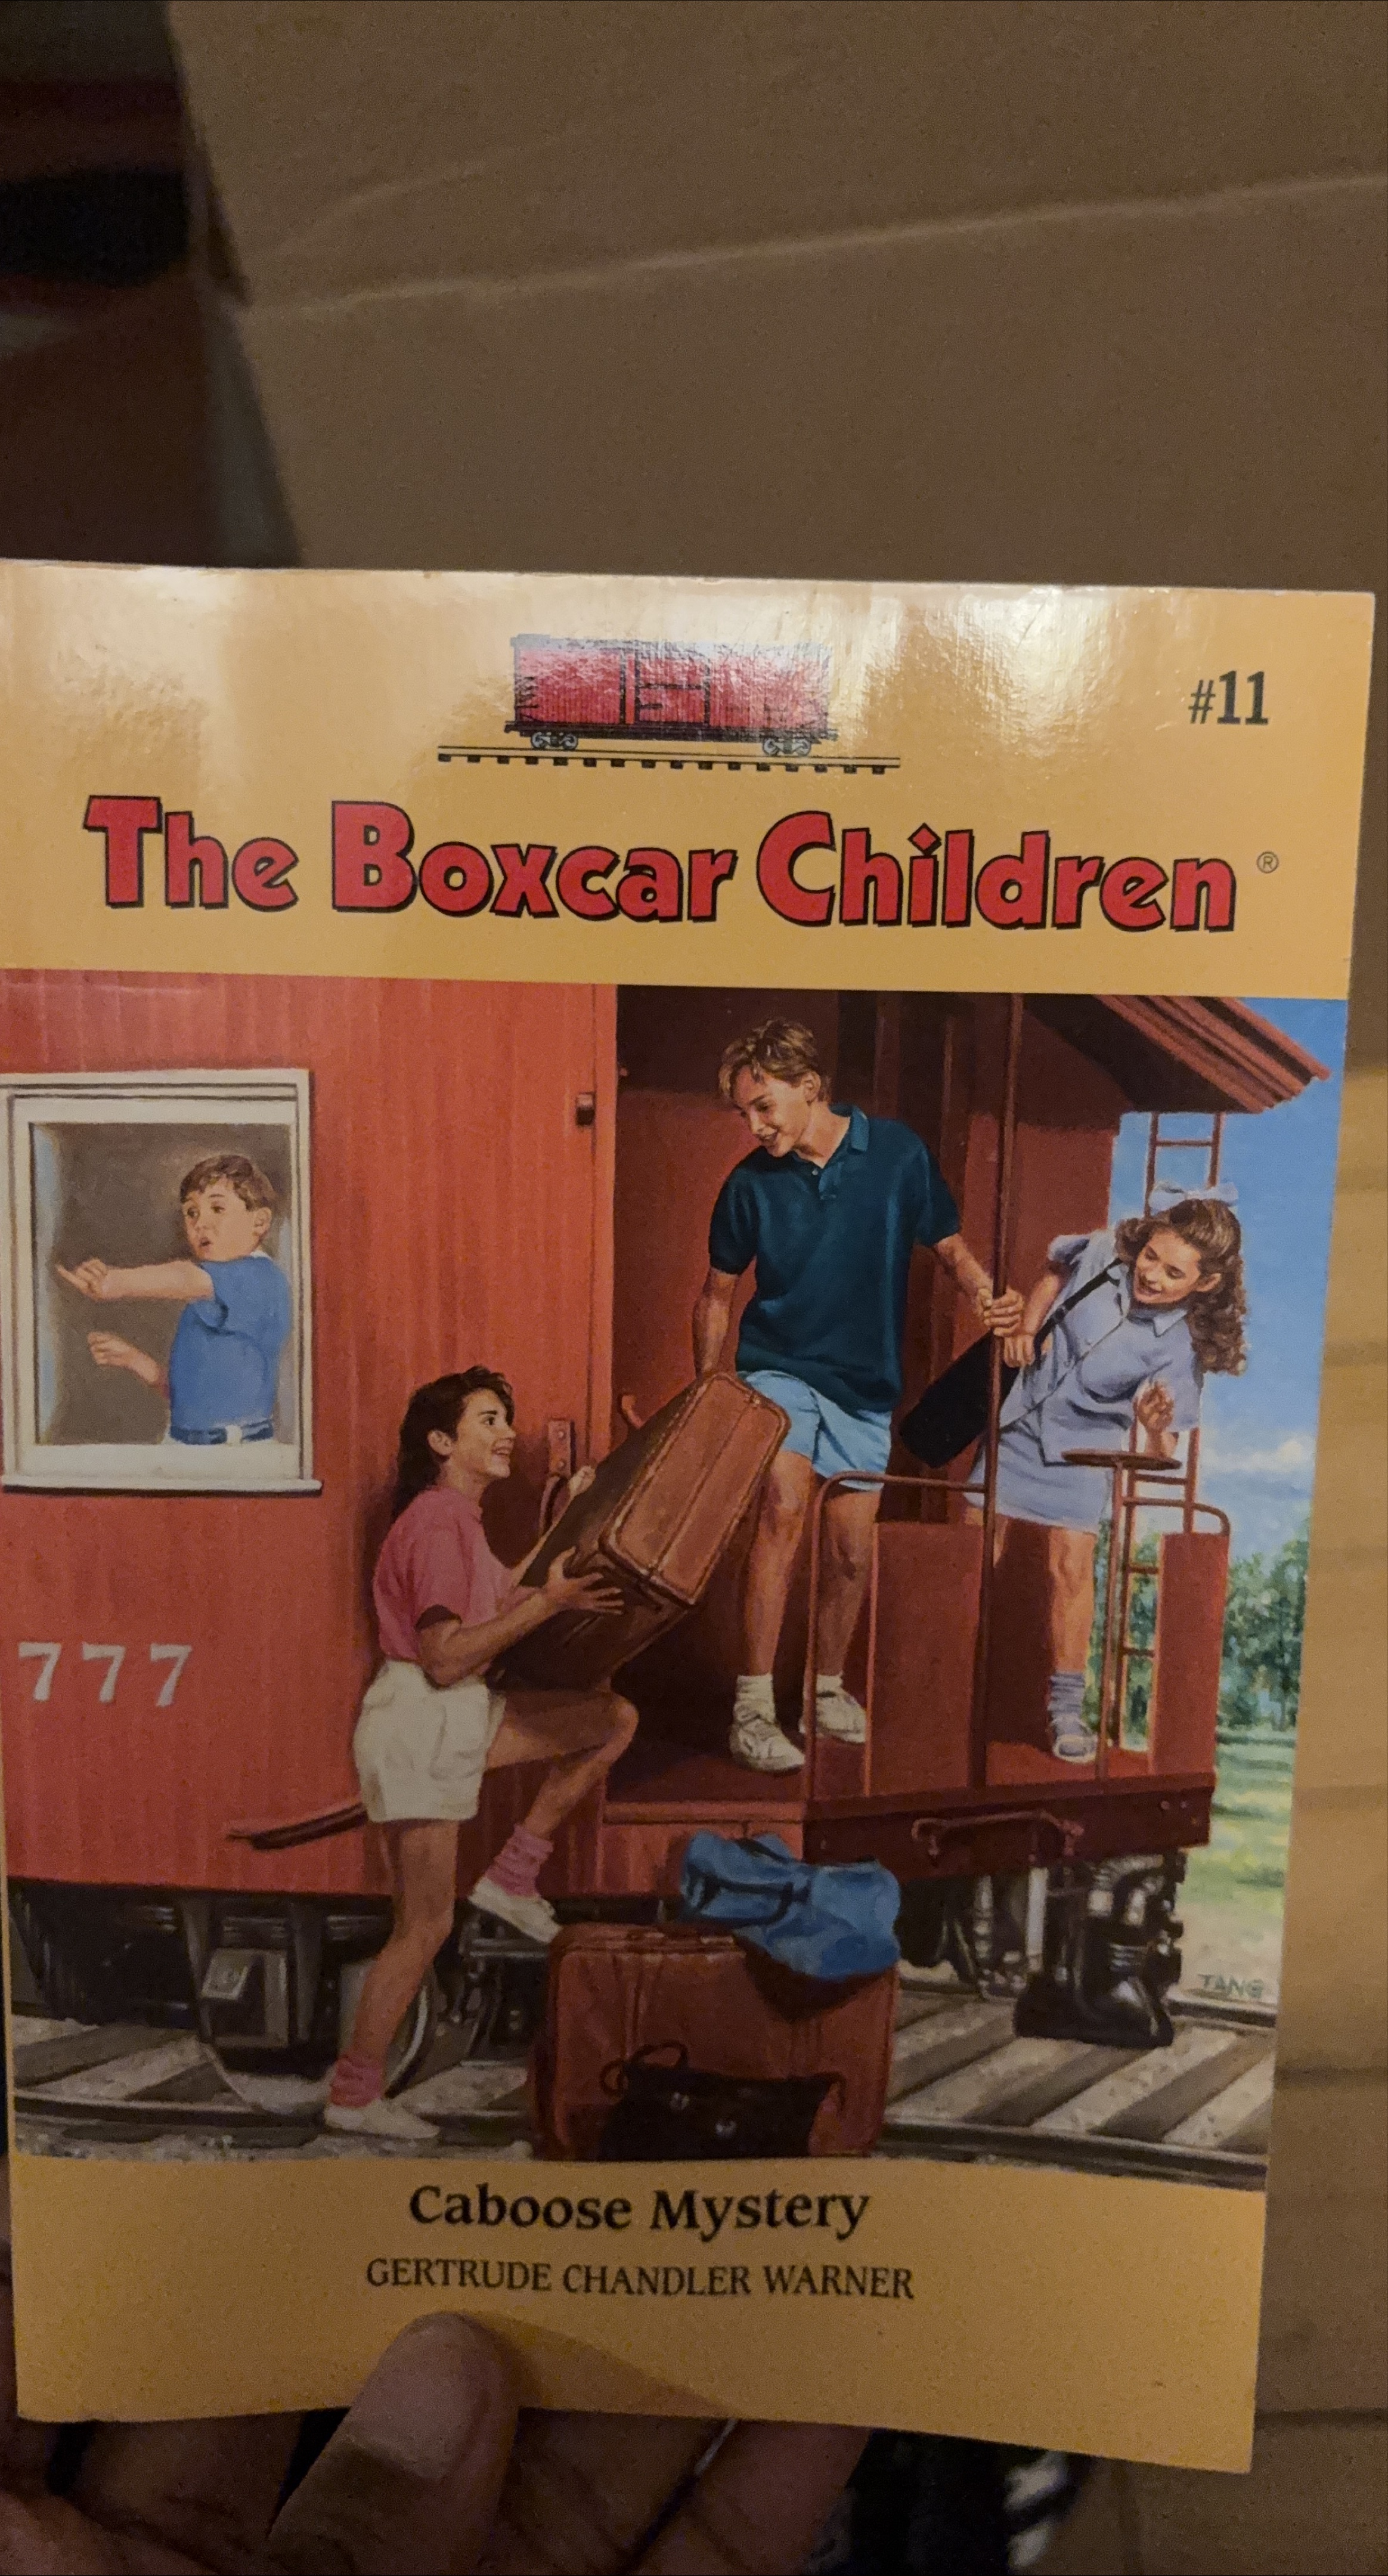 #11
The Boxcar Children®
777
TANG
Caboose Mystery
GERTRUDE CHANDLER WARNER